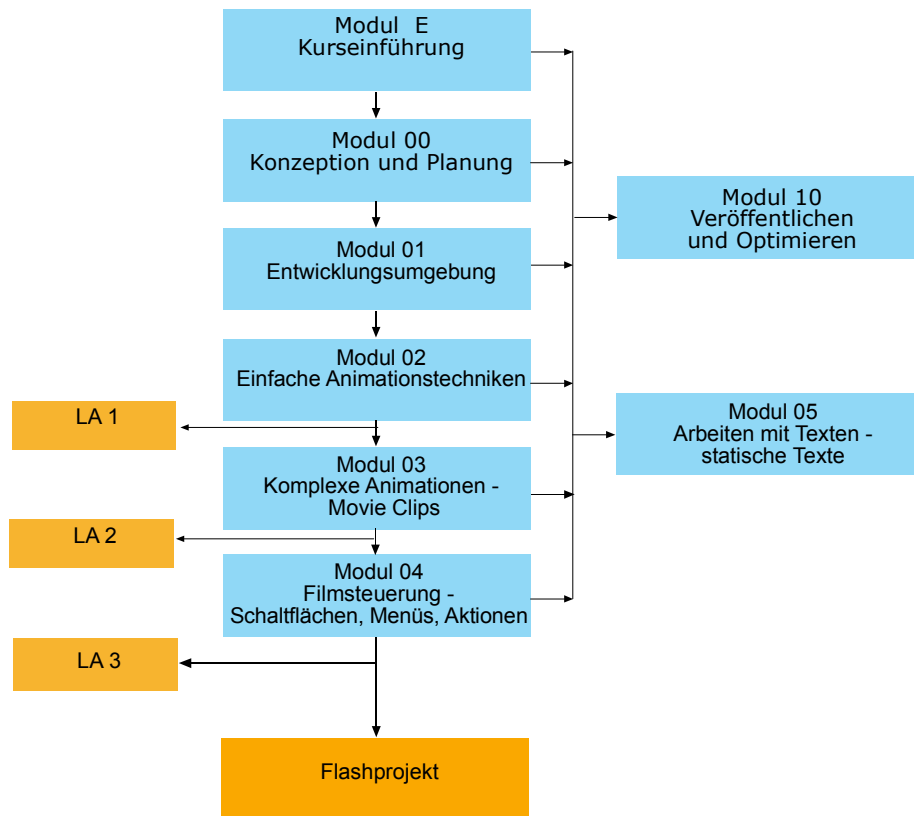 Modul E
Kurseinführung
Modul 00
Konzeption und Planung
Modul 10
Veröffentlichen
und Optimieren
Modul 01
Entwicklungsumgebung
Modul 02
Einfache Animationstechniken
LA 1
Modul 05
Arbeiten mit Texten -
statische Texte
Modul 03
Komplexe Animationen -
Movie Clips
LA 2
Modul 04
Filmsteuerung -
Schaltflächen, Menüs, Aktionen
LA 3
Flashprojekt